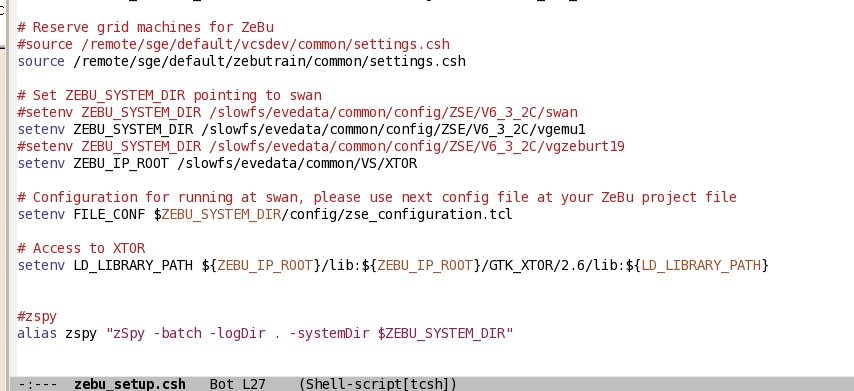 # Reserve grid machines for ZeBu
#source /remote/sge/default/vcsdev/common/settings.csh
source /remote/sge/default/zebutrain/common/settings.csh
# Set ZEBU_SYSTEM_DIR pointing to swan
#setenv ZEBU_SYSTEM_DIR /slowfs/evedata/common/config/ZSE/V6_3_2C/swan
setenv ZEBU_SYSTEM_DIR /slowfs/evedata/common/config/ZSE/V6_3_2C/vgemu1
#setenv ZEBU_SYSTEM_DIR /slowfs/evedata/common/config/ZSE/V6_3_2C/vgzeburt19
setenv ZEBU_IP_ROOT /slowfs/evedata/common/VS/XTOR
# Configuration for running at swan, please use next config file at your ZeBu project file
setenv FILE_CONF $ZEBU_SYSTEM_DIR/config/zse_configuration.tcl
# Access to XTOR
setenv LD_LIBRARY_PATH ${ZEBU_IP_ROOT}/lib:${ZEBU_IP_ROOT}/GTK_XTOR/2.6/lib:${LD_LIBRARY_PATH}
#zspy
alias zspy "zSpy -batch -logDir . -systemDir $ZEBU_SYSTEM_DIR"
-:--- zebu_setup.csh Bot L27 (Shell-script[tcsh])